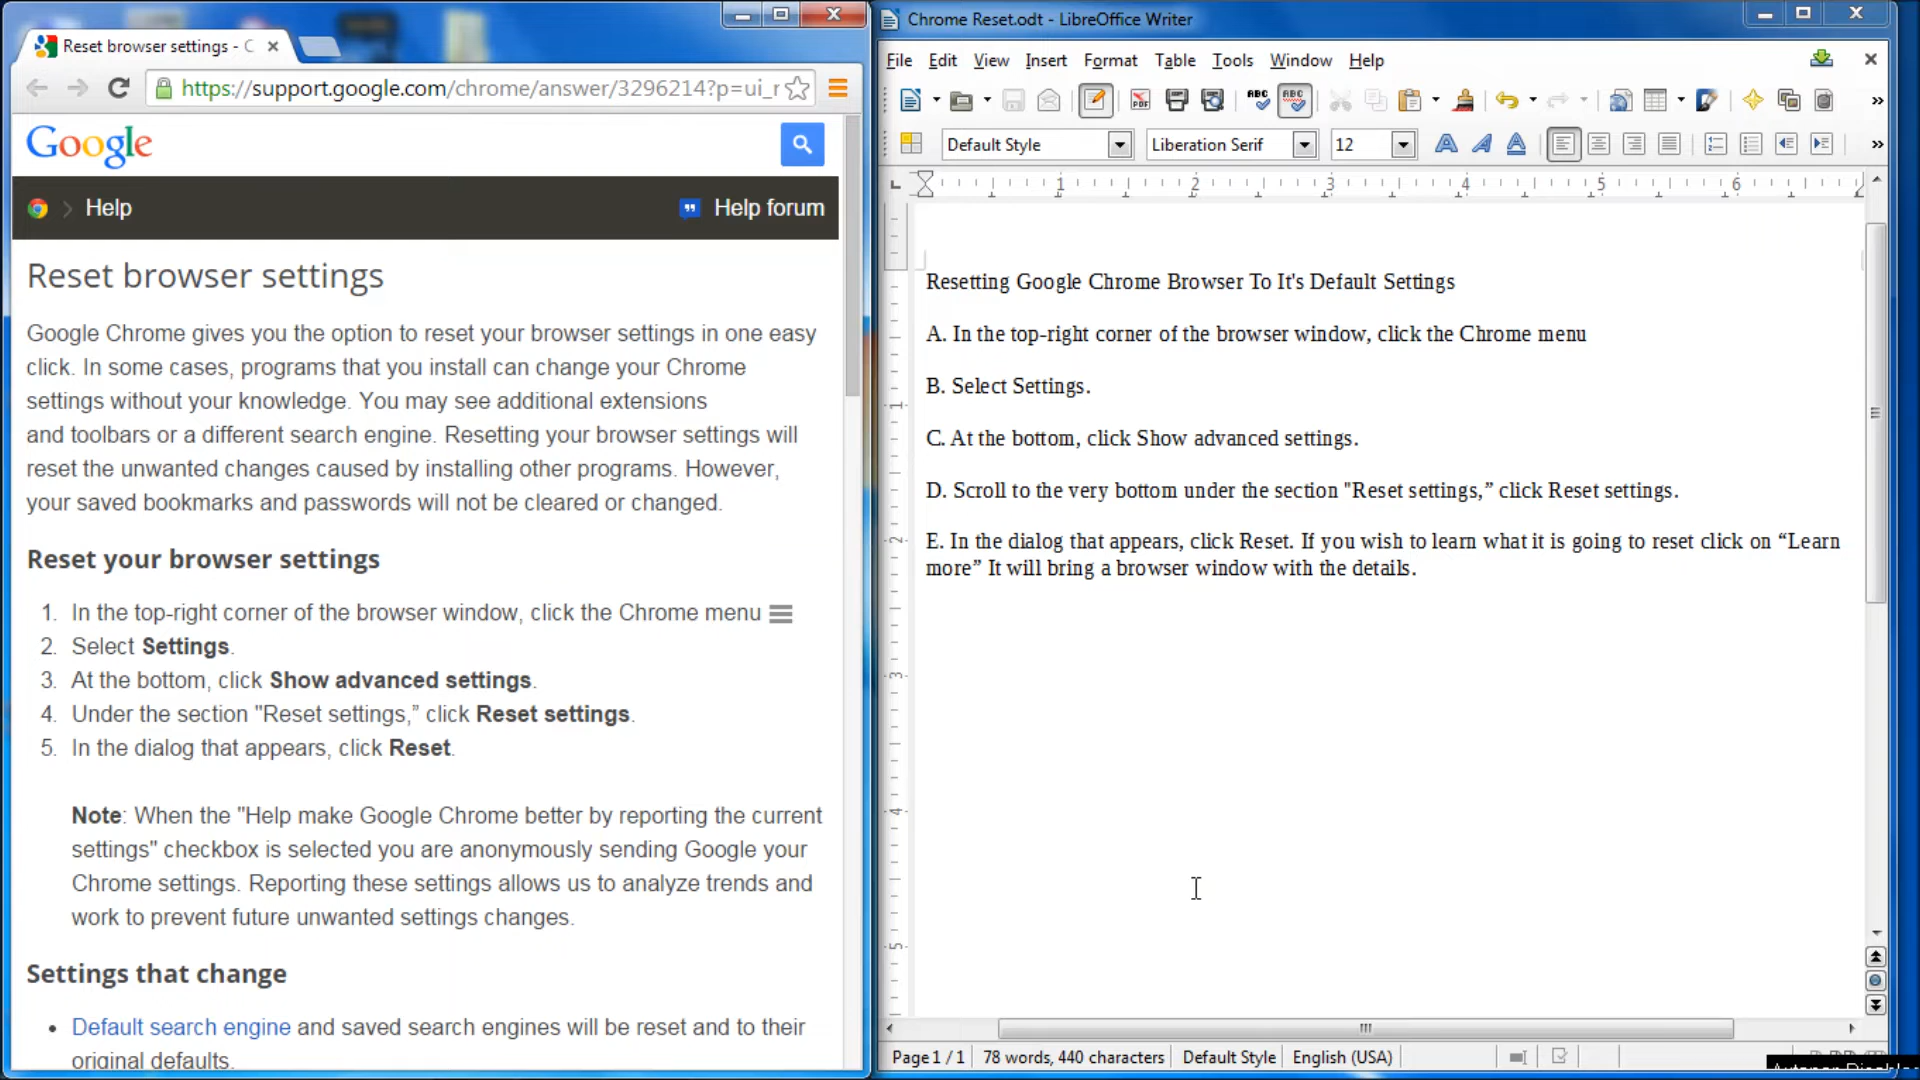 Reset browser settings - C
https://support.google.com/chrome/answer/3296214?p=ui_r
Google
Help
Help forum
Reset browser settings
Google Chrome gives you the option to reset your browser settings in one easy
click. In some cases, programs that you install can change your Chrome
settings without your knowledge. You may see additional extensions
and toolbars or a different search engine. Resetting your browser settings will
reset the unwanted changes caused by installing other programs. However,
your saved bookmarks and passwords will not be cleared or changed.
Reset your browser settings
1. In the top-right corner of the browser window, click the Chrome menu
2. Select Settings.
3. At the bottom, click Show advanced settings.
4. Under the section "Reset settings,” click Reset settings.
5. In the dialog that appears, click Reset.
Note: When the "Help make Google Chrome better by reporting the current
settings" checkbox is selected you are anonymously sending Google your
Chrome settings. Reporting these settings allows us to analyze trends and
work to prevent future unwanted settings changes.
Settings that change
• Default search engine and saved search engines will be reset and to their
original defaults.
Chrome Reset.odt - LibreOffice Writer
File Edit View Insert Format Table Tools Window Help
PDF ABC ABC
Default Style Liberation Serif 12
1 2 3 4 5 6
Resetting Google Chrome Browser To It's Default Settings
A. In the top-right corner of the browser window, click the Chrome menu
B. Select Settings.
C. At the bottom, click Show advanced settings.
D. Scroll to the very bottom under the section "Reset settings,” click Reset settings.
E. In the dialog that appears, click Reset. If you wish to learn what it is going to reset click on “Learn
more” It will bring a browser window with the details.
1
2
3
4
5
Page 1 / 1 78 words, 440 characters Default Style English (USA)